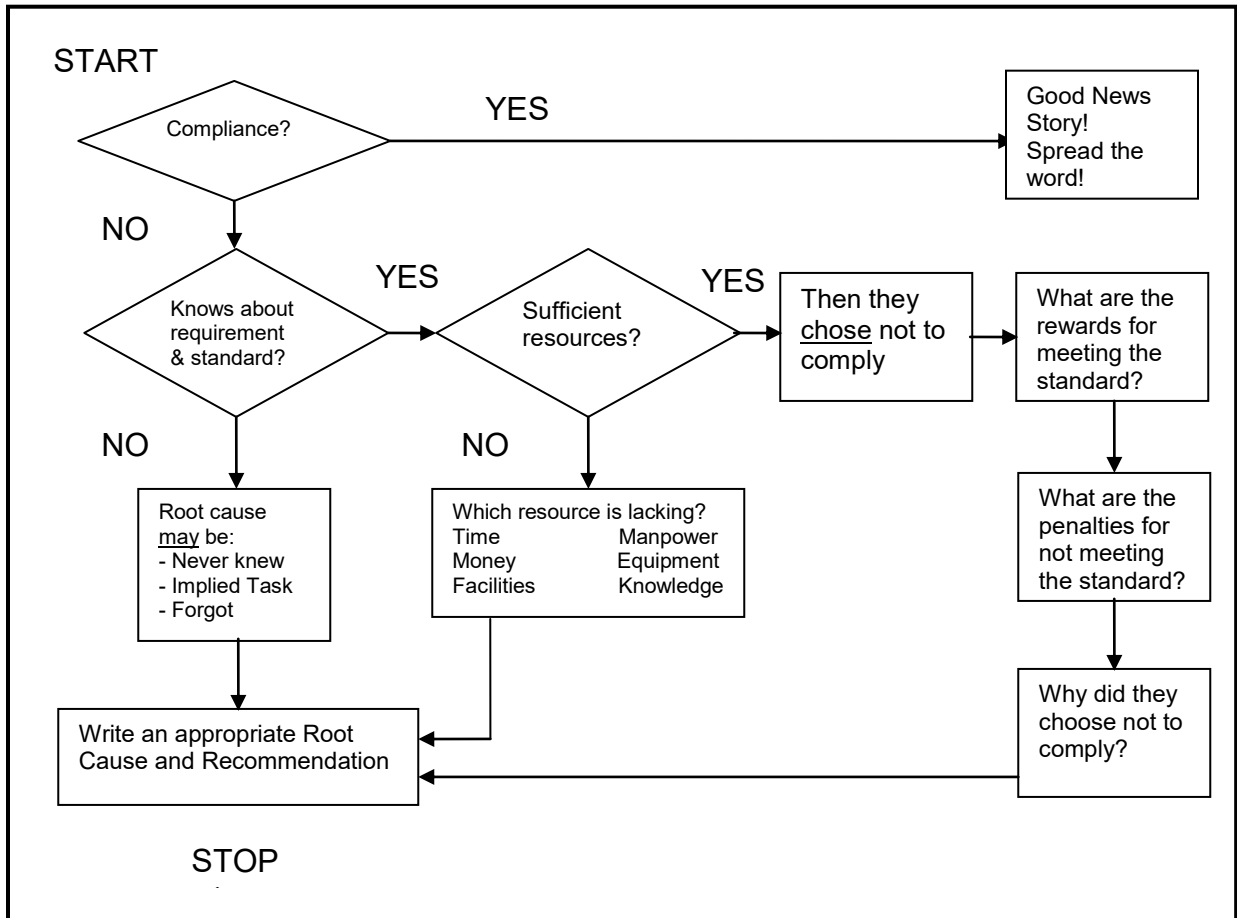 START
Compliance?
YES
Good News
Story!
Spread the
word!
NO
Knows about
requirement
& standard?
YES
Sufficient
resources?
YES
Then they
chose not to
comply
What are the
rewards for
meeting the
standard?
NO
Root cause
may be:
- Never knew
- Implied Task
- Forgot
NO
Which resource is lacking?
Time Manpower
Money Equipment
Facilities Knowledge
What are the
penalties for
not meeting
the standard?
Why did they
choose not to
comply?
Write an appropriate Root
Cause and Recommendation
STOP